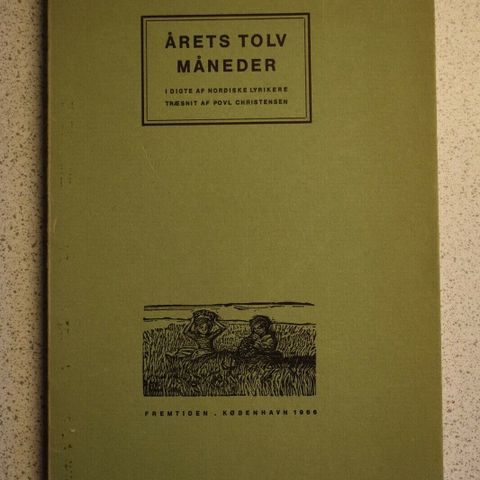 ÅRETS TOLV
MÅNEDER
I DIGTE AF NORDISKE LYRIKERE
TRÆSNIT AF POVL CHRISTENSEN
FREMTIDEN . KØBENHAVN 1966